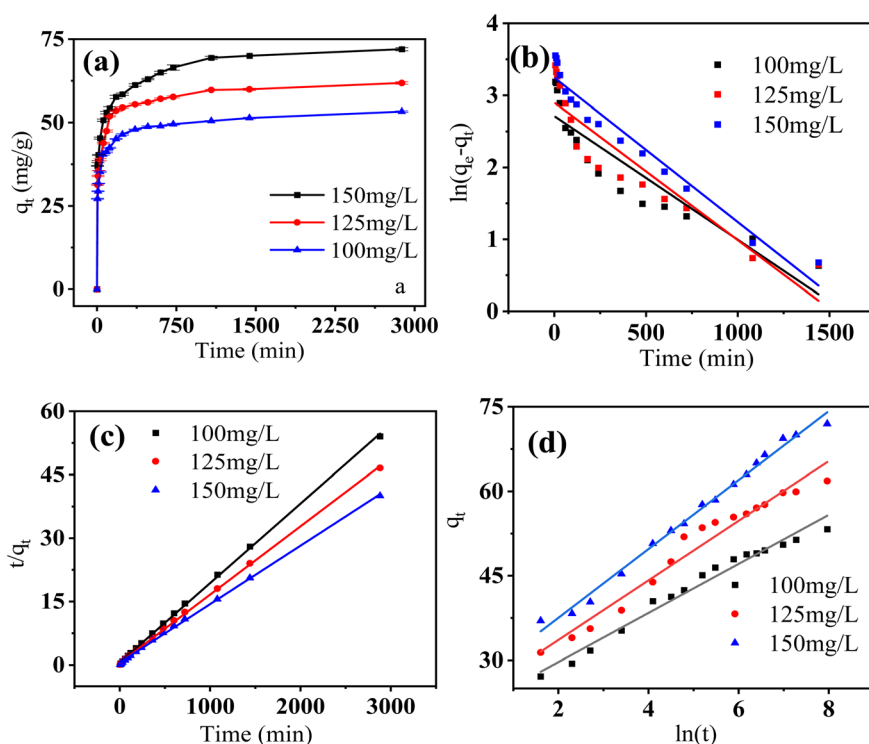 (a)
75
50
25
0
qt (mg/g)
150mg/L
125mg/L
100mg/L
a
0 750 1500 2250 3000
Time (min)
(b)
4
3
2
1
0
ln(qe-qt)
100mg/L
125mg/L
150mg/L
0 500 1000 1500
Time (min)
(c)
60
45
30
15
0
t/qt
100mg/L
125mg/L
150mg/L
0 1000 2000 3000
Time (min)
(d)
75
60
45
30
qt
100mg/L
125mg/L
150mg/L
2 4 6 8
ln(t)